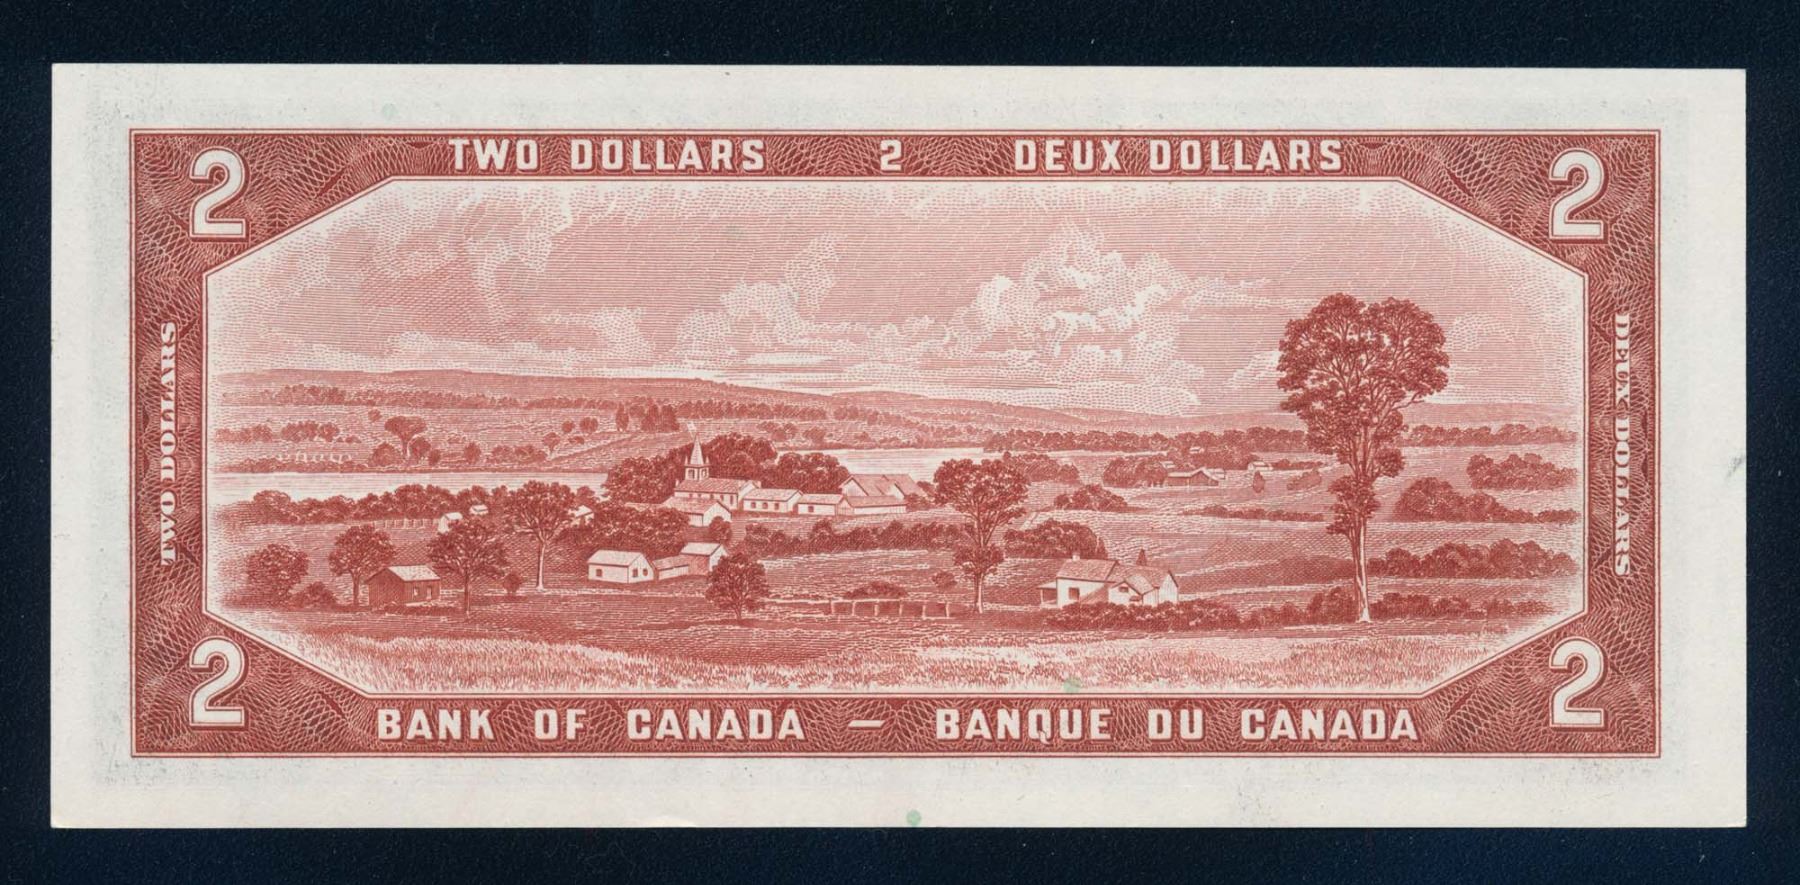 2 TWO DOLLARS 2 DEUX DOLLARS 2
TWO DOLLARS
DEUX DOLLARS
2 BANK OF CANADA — BANQUE DU CANADA 2